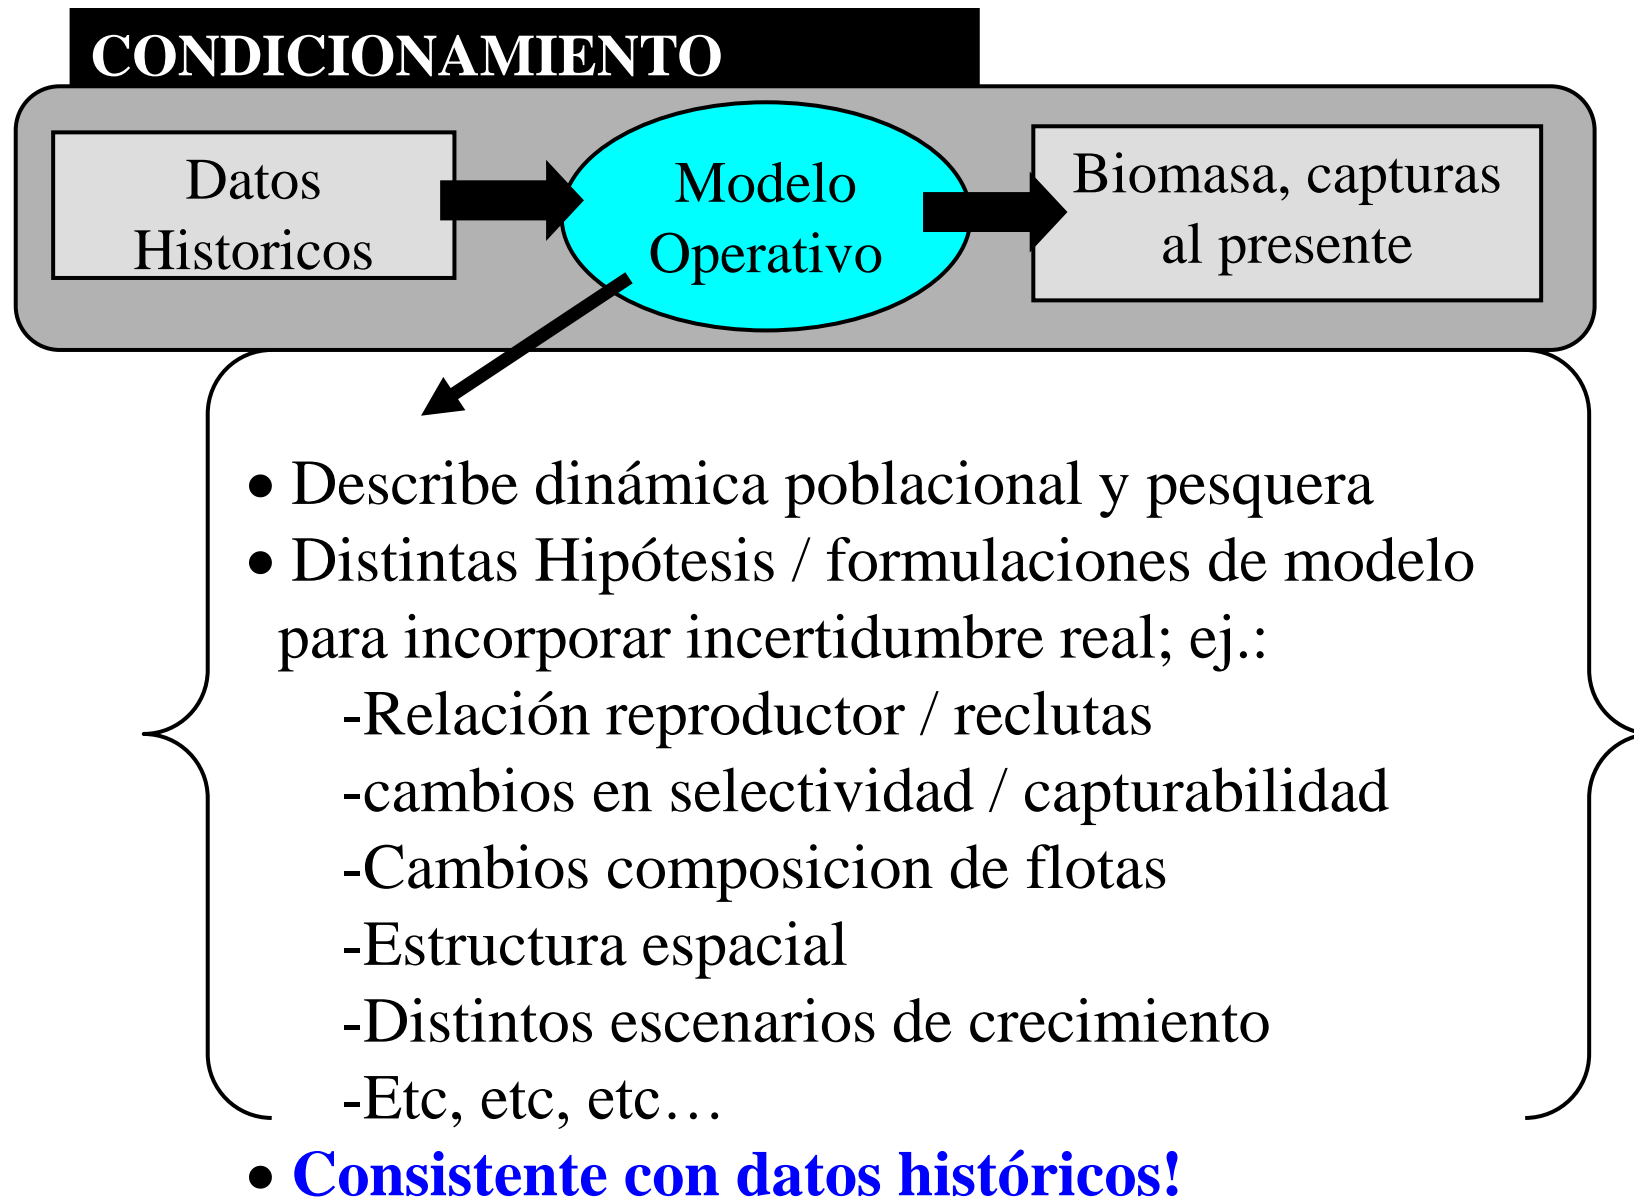 CONDICIONAMIENTO
Datos
Historicos
Modelo
Operativo
Biomasa, capturas
al presente
• Describe dinámica poblacional y pesquera
• Distintas Hipótesis / formulaciones de modelo
para incorporar incertidumbre real; ej.:
-Relación reproductor / reclutas
-cambios en selectividad / capturabilidad
-Cambios composicion de flotas
-Estructura espacial
-Distintos escenarios de crecimiento
-Etc, etc, etc…
• Consistente con datos históricos!